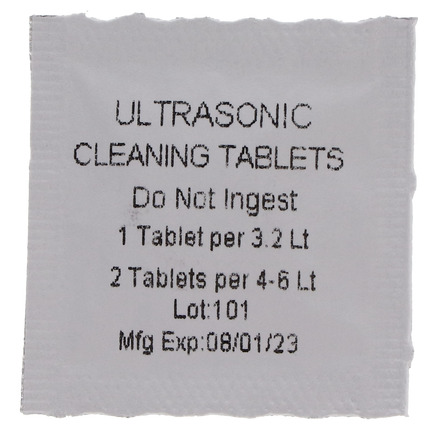 ULTRASONIC
CLEANING TABLETS
Do Not Ingest
1 Tablet per 3.2 Lt
2 Tablets per 4-6 Lt
Lot:101
Mfg Exp:08/01/23